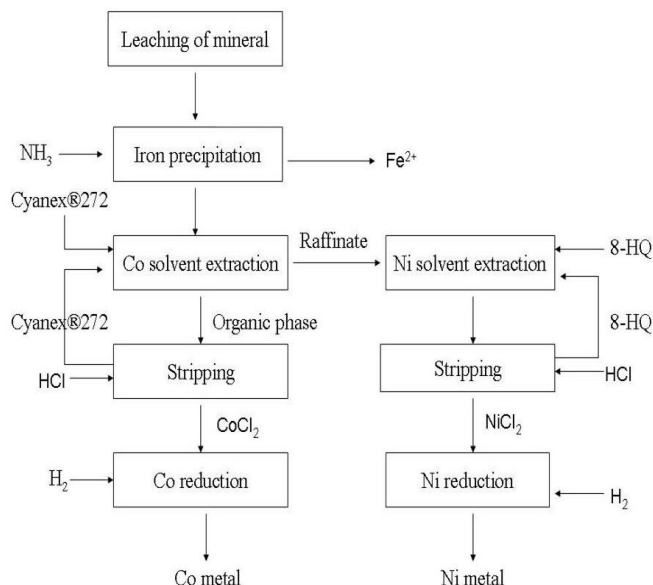 Leaching of mineral
NH₃
Iron precipitation
Fe²⁺
Cyanex®272
Raffinate
Co solvent extraction
Ni solvent extraction
8-HQ
Cyanex®272
Organic phase
8-HQ
HCl
Stripping
Stripping
HCl
CoCl₂
NiCl₂
H₂
Co reduction
Ni reduction
H₂
Co metal
Ni metal